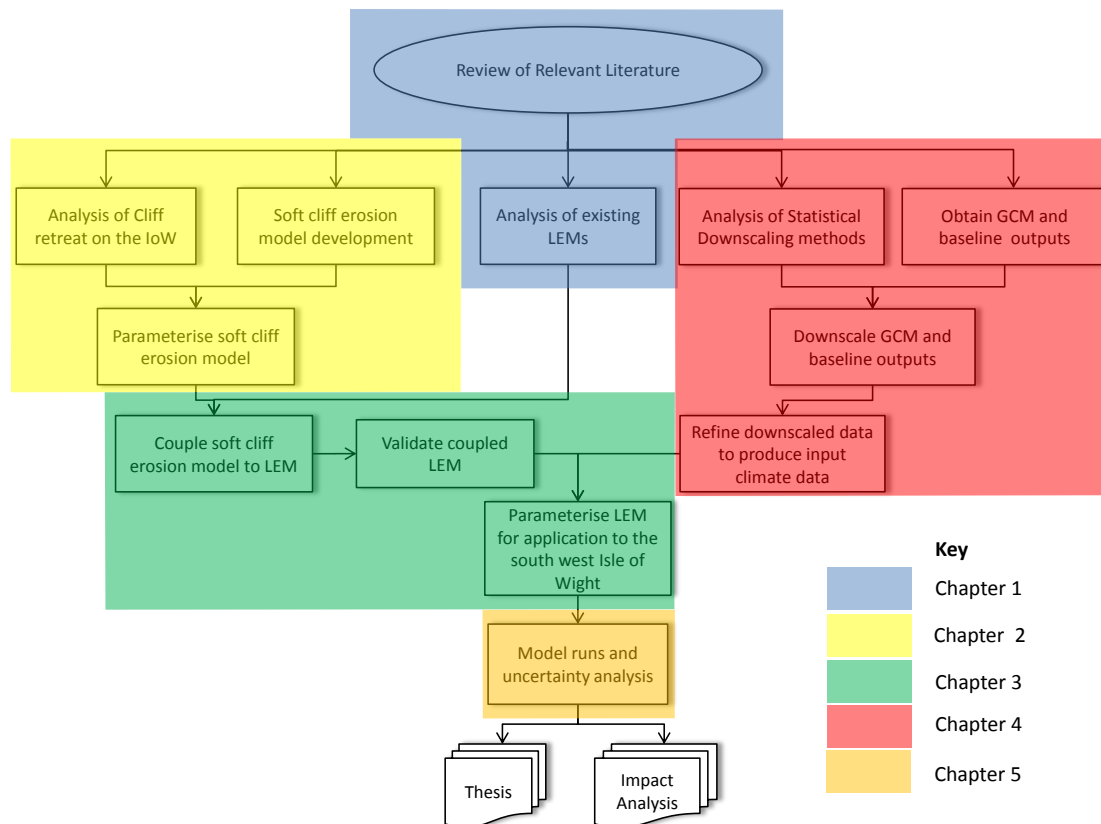 Review of Relevant Literature
Analysis of Cliff
retreat on the IoW
Soft cliff erosion
model development
Analysis of existing
LEMs
Analysis of Statistical
Downscaling methods
Obtain GCM and
baseline outputs
Parameterise soft cliff
erosion model
Downscale GCM and
baseline outputs
Couple soft cliff
erosion model to LEM
Validate coupled
LEM
Refine downscaled data
to produce input
climate data
Parameterise LEM
for application to the
south west Isle of
Wight
Model runs and
uncertainty analysis
Thesis
Impact
Analysis
Key
Chapter 1
Chapter 2
Chapter 3
Chapter 4
Chapter 5